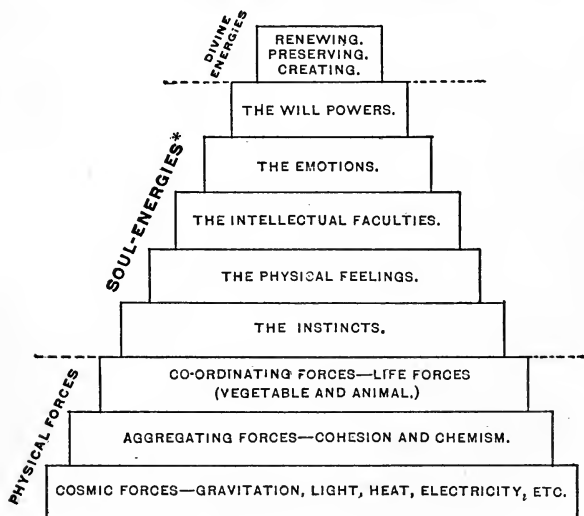 DIVINE
ENERGIES
RENEWING.
PRESERVING.
CREATING.
THE WILL POWERS.
SOUL-ENERGIES*
THE EMOTIONS.
THE INTELLECTUAL FACULTIES.
THE PHYSICAL FEELINGS.
THE INSTINCTS.
PHYSICAL FORCES
CO-ORDINATING FORCES—LIFE FORCES
(VEGETABLE AND ANIMAL.)
AGGREGATING FORCES—COHESION AND CHEMISM.
COSMIC FORCES—GRAVITATION, LIGHT, HEAT, ELECTRICITY, ETC.